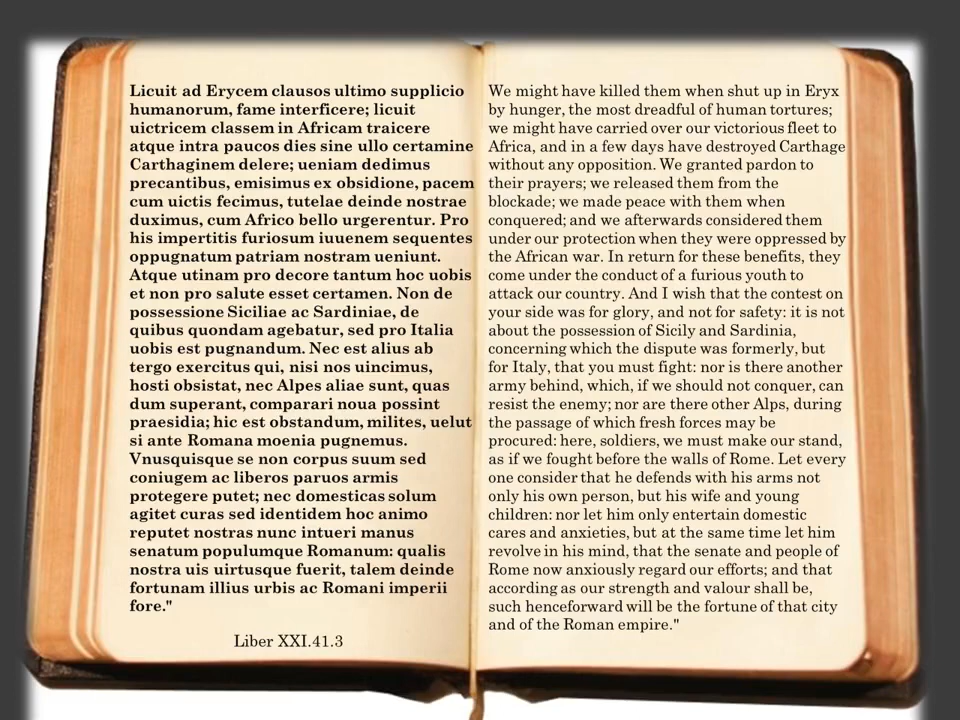 Licuit ad Erycem clausos ultimo supplicio
humanorum, fame interficere; licuit
uictricem classem in Africam traicere
atque intra paucos dies sine ullo certamine
Carthaginem delere; ueniam dedimus
precantibus, emisimus ex obsidione, pacem
cum uictis fecimus, tutelae deinde nostrae
duximus, cum Africo bello urgerentur. Pro
his impertitis furiosum iuuenem sequentes
oppugnatum patriam nostram ueniunt.
Atque utinam pro decore tantum hoc uobis
et non pro salute esset certamen. Non de
possessione Siciliae ac Sardiniae, de
quibus quondam agebatur, sed pro Italia
uobis est pugnandum. Nec est alius ab
tergo exercitus qui, nisi nos uincimus,
hosti obsistat, nec Alpes aliae sunt, quas
dum superant, comparari noua possint
praesidia; hic est obstandum, milites, uelut
si ante Romana moenia pugnemus.
Vnusquisque se non corpus suum sed
coniugem ac liberos paruos armis
protegere putet; nec domesticas solum
agitet curas sed identidem hoc animo
reputet nostras nunc intueri manus
senatum populumque Romanum: qualis
nostra uis uirtusque fuerit, talem deinde
fortunam illius urbis ac Romani imperii
fore."
Liber XXI.41.3
We might have killed them when shut up in Eryx
by hunger, the most dreadful of human tortures;
we might have carried over our victorious fleet to
Africa, and in a few days have destroyed Carthage
without any opposition. We granted pardon to
their prayers; we released them from the
blockade; we made peace with them when
conquered; and we afterwards considered them
under our protection when they were oppressed by
the African war. In return for these benefits, they
come under the conduct of a furious youth to
attack our country. And I wish that the contest on
your side was for glory, and not for safety: it is not
about the possession of Sicily and Sardinia,
concerning which the dispute was formerly, but
for Italy, that you must fight: nor is there another
army behind, which, if we should not conquer, can
resist the enemy; nor are there other Alps, during
the passage of which fresh forces may be
procured: here, soldiers, we must make our stand,
as if we fought before the walls of Rome. Let every
one consider that he defends with his arms not
only his own person, but his wife and young
children: nor let him only entertain domestic
cares and anxieties, but at the same time let him
revolve in his mind, that the senate and people of
Rome now anxiously regard our efforts; and that
according as our strength and valour shall be,
such henceforward will be the fortune of that city
and of the Roman empire."